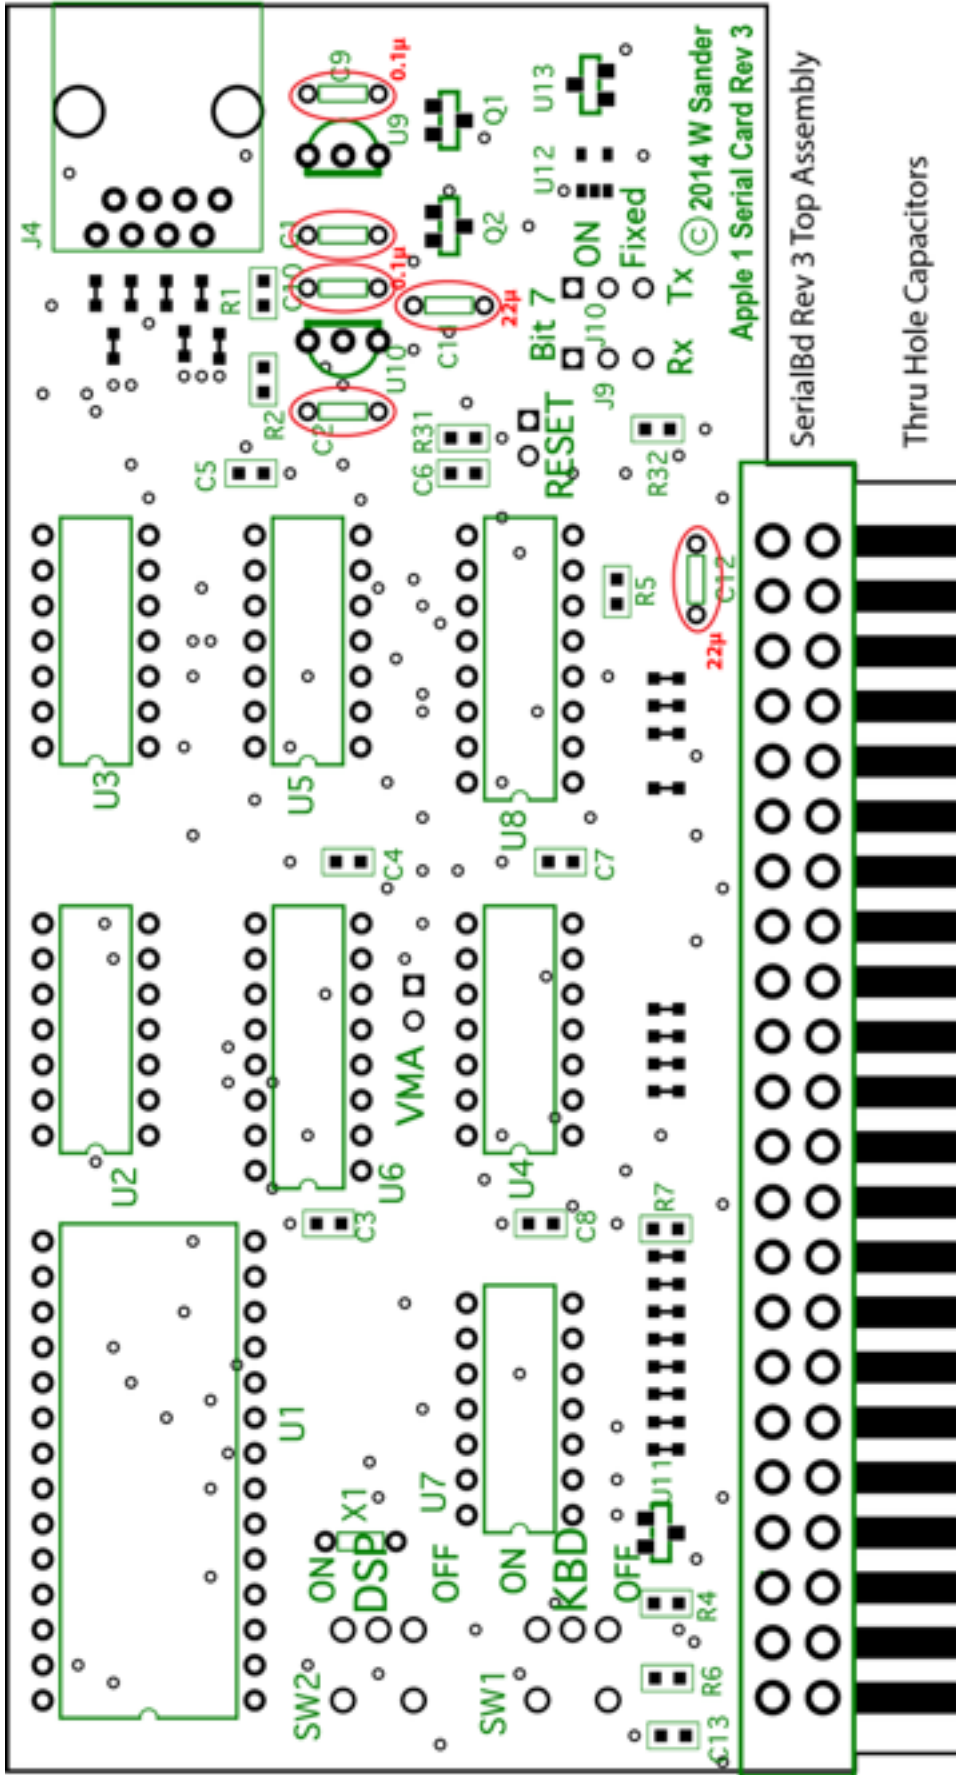 SerialBd Rev 3 Top Assembly
Thru Hole Capacitors
© 2014 W Sander
Apple 1 Serial Card Rev 3
J4
C9
0.1µ
U9
Q1
U13
U12
C1
Q2
ON
Fixed
R1
C10
0.1µ
22µ
C11
Bit 7
J10
Tx
U10
R2
C2
J9
Rx
C5
C6
R31
RESET
R32
U3
U5
U8
R5
C12
22µ
C4
C7
U2
U6
VMA
U4
C3
C8
R7
U1
U7
X1
U11
ON
DSP
OFF
ON
KBD
OFF
R4
SW2
SW1
R6
C13